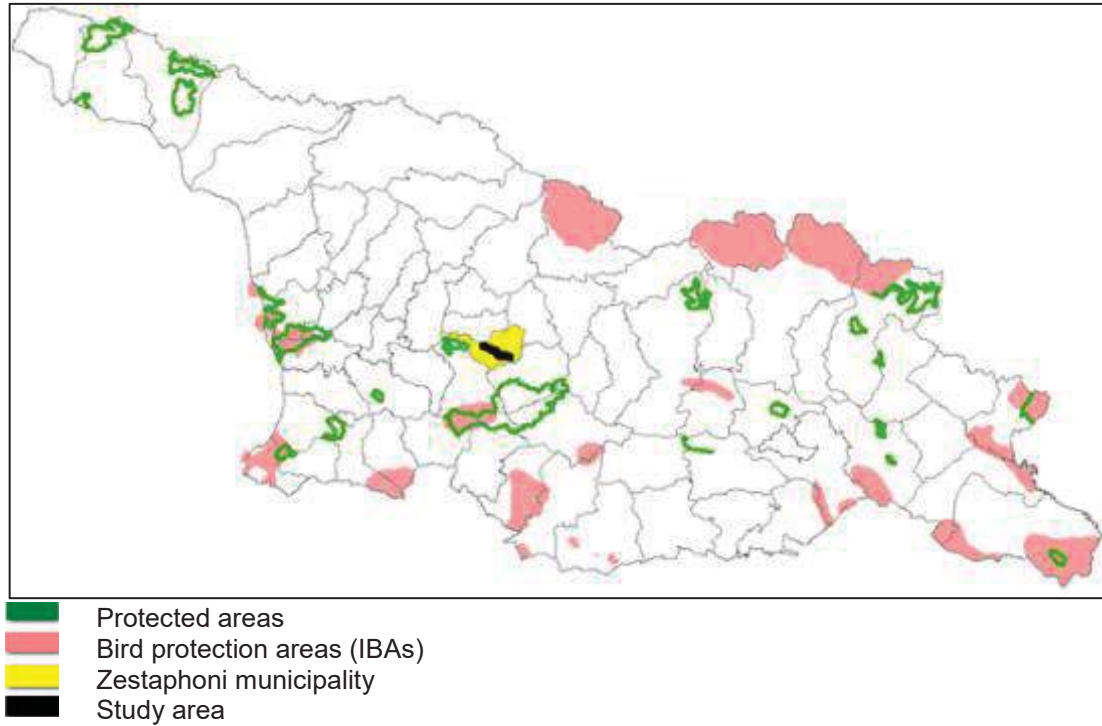 Protected areas
Bird protection areas (IBAs)
Zestaphoni municipality
Study area